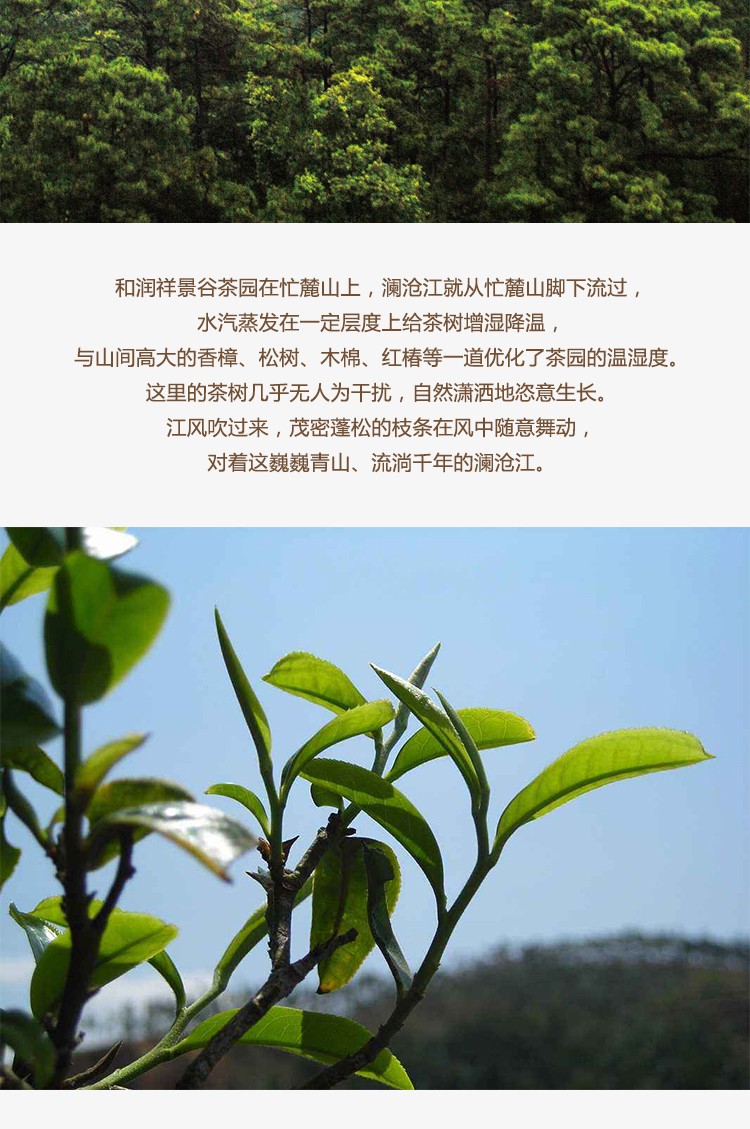 和润祥景谷茶园在忙麓山上，澜沧江就从忙麓山脚下流过，
水汽蒸发在一定层度上给茶树增湿降温，
与山间高大的香樟、松树、木棉、红椿等一道优化了茶园的温湿度。
这里的茶树几乎无人为干扰，自然潇洒地恣意生长。
江风吹过来，茂密蓬松的枝条在风中随意舞动，
对着这巍巍青山、流淌千年的澜沧江。